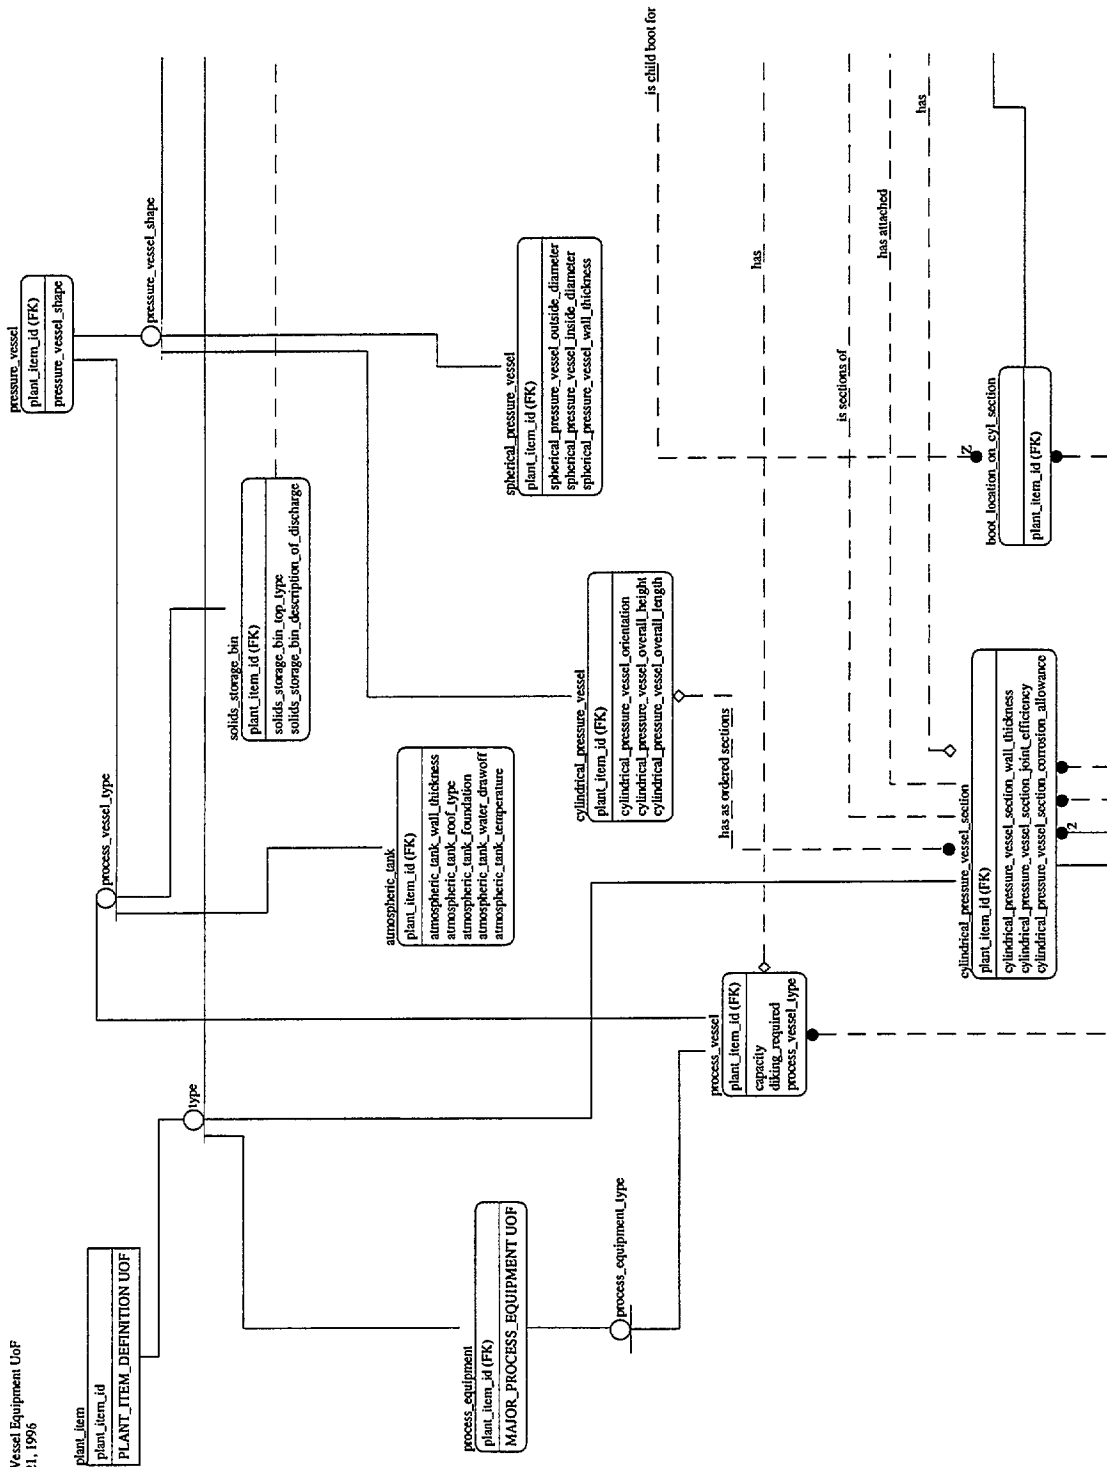 Vessel Equipment UoF
21, 1996
plant_item
plant_item_id
PLANT_ITEM_DEFINITION UOF
type
process_equipment
plant_item_id (FK)
MAJOR_PROCESS_EQUIPMENT UOF
process_equipment_type
process_vessel
plant_item_id (FK)
capacity
diking_required
process_vessel_type
process_vessel_type
atmospheric_tank
plant_item_id (FK)
atmospheric_tank_wall_thickness
atmospheric_tank_roof_type
atmospheric_tank_foundation
atmospheric_tank_water_drawoff
atmospheric_tank_temperature
solids_storage_bin
plant_item_id (FK)
solids_storage_bin_top_type
solids_storage_bin_description_of_discharge
pressure_vessel
plant_item_id (FK)
pressure_vessel_shape
pressure_vessel_shape
spherical_pressure_vessel
plant_item_id (FK)
spherical_pressure_vessel_outside_diameter
spherical_pressure_vessel_inside_diameter
spherical_pressure_vessel_wall_thickness
cylindrical_pressure_vessel
plant_item_id (FK)
cylindrical_pressure_vessel_orientation
cylindrical_pressure_vessel_overall_height
cylindrical_pressure_vessel_overall_length
has as ordered sections
cylindrical_pressure_vessel_section
plant_item_id (FK)
cylindrical_pressure_vessel_section_wall_thickness
cylindrical_pressure_vessel_section_joint_efficiency
cylindrical_pressure_vessel_section_corrosion_allowance
2
is child boot for
has
is sections of
has attached
has
Z
boot_location_on_cyl_section
plant_item_id (FK)